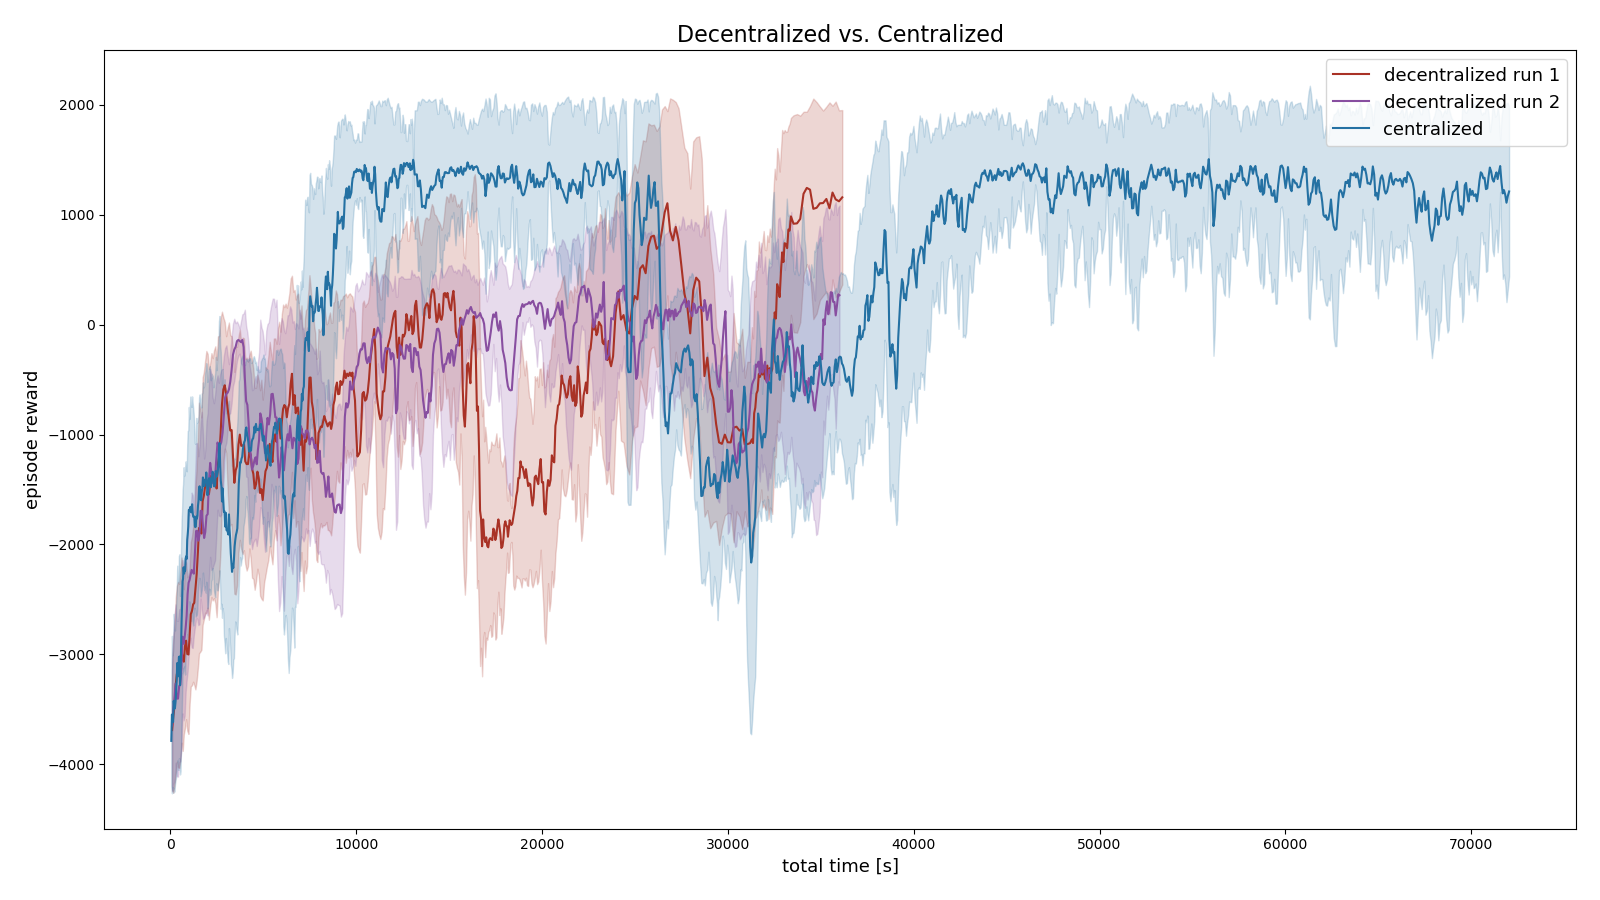 Decentralized vs. Centralized
decentralized run 1
decentralized run 2
centralized
2000
1000
0
−1000
−2000
−3000
−4000
episode reward
0
10000
20000
30000
40000
50000
60000
70000
total time [s]